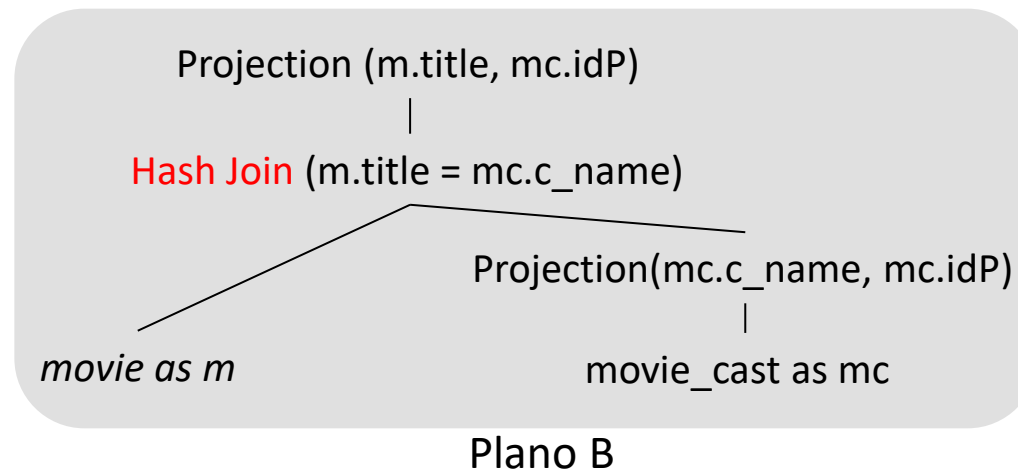 Projection (m.title, mc.idP)
Hash Join (m.title = mc.c_name)
Projection(mc.c_name, mc.idP)
movie as m
movie_cast as mc
Plano B